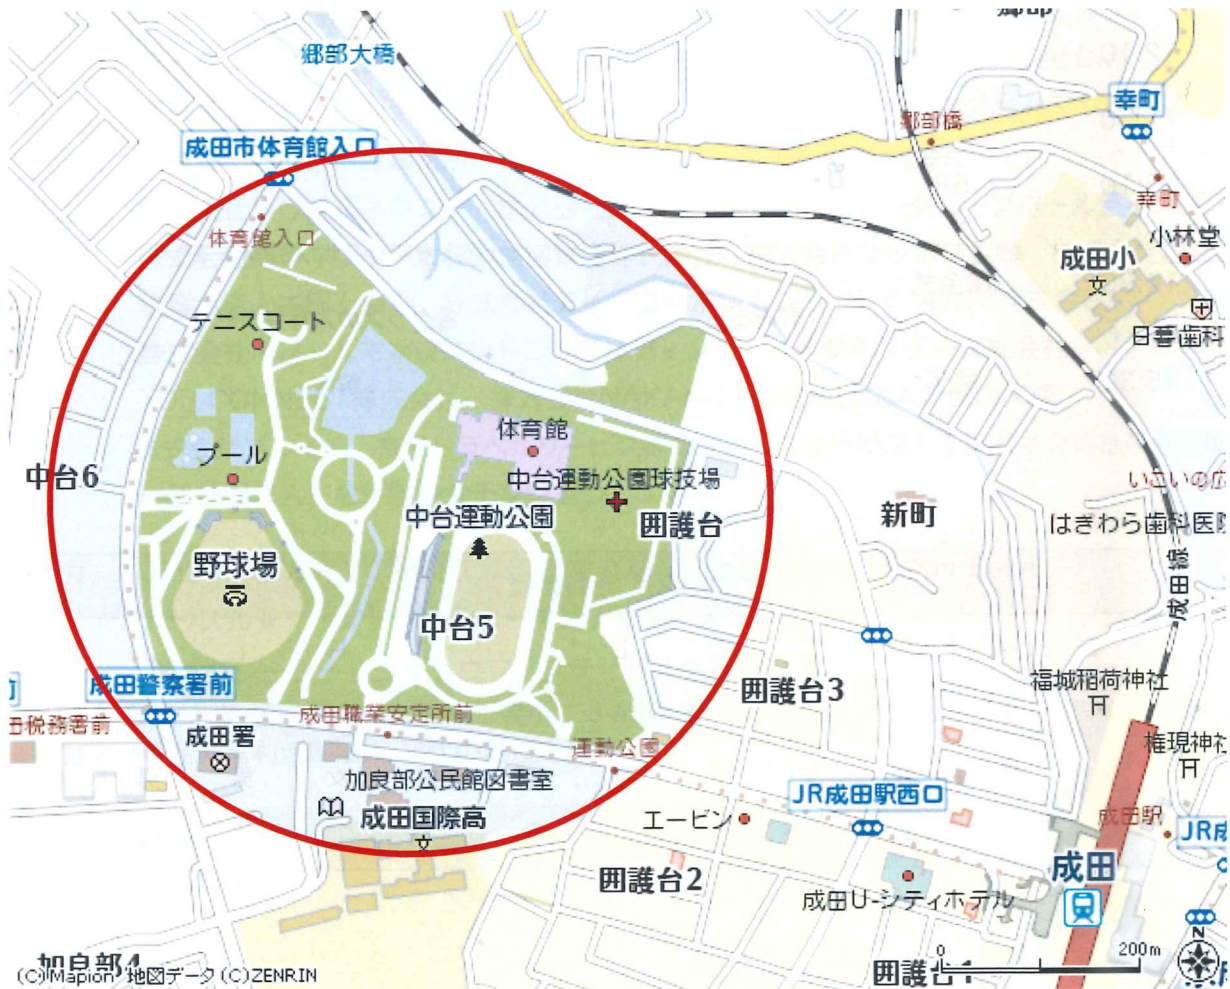 郷部
郷部大橋
幸町
郷部橋
成田市体育館入口
幸町
体育館入口
小林堂
成田小
文
テニスコート
日暮歯科
体育館
プール
中台6
中台運動公園球技場
いこいの広
中台運動公園
囲護台
新町
はきわら歯科医院
野球場
成田線
中台5
成田警察署前
囲護台3
福城稲荷神社
田税務署前
成田署
成田職業安定所前
運動公園
権現神社
加良部公民館図書室
JR成田駅西口
成田国際高
文
エービン
成田駅
JR成
囲護台2
成田
成田U-シティホテル
加良部4
0 200m
N
囲護台1
(C)Mapion 地図データ(C)ZENRIN